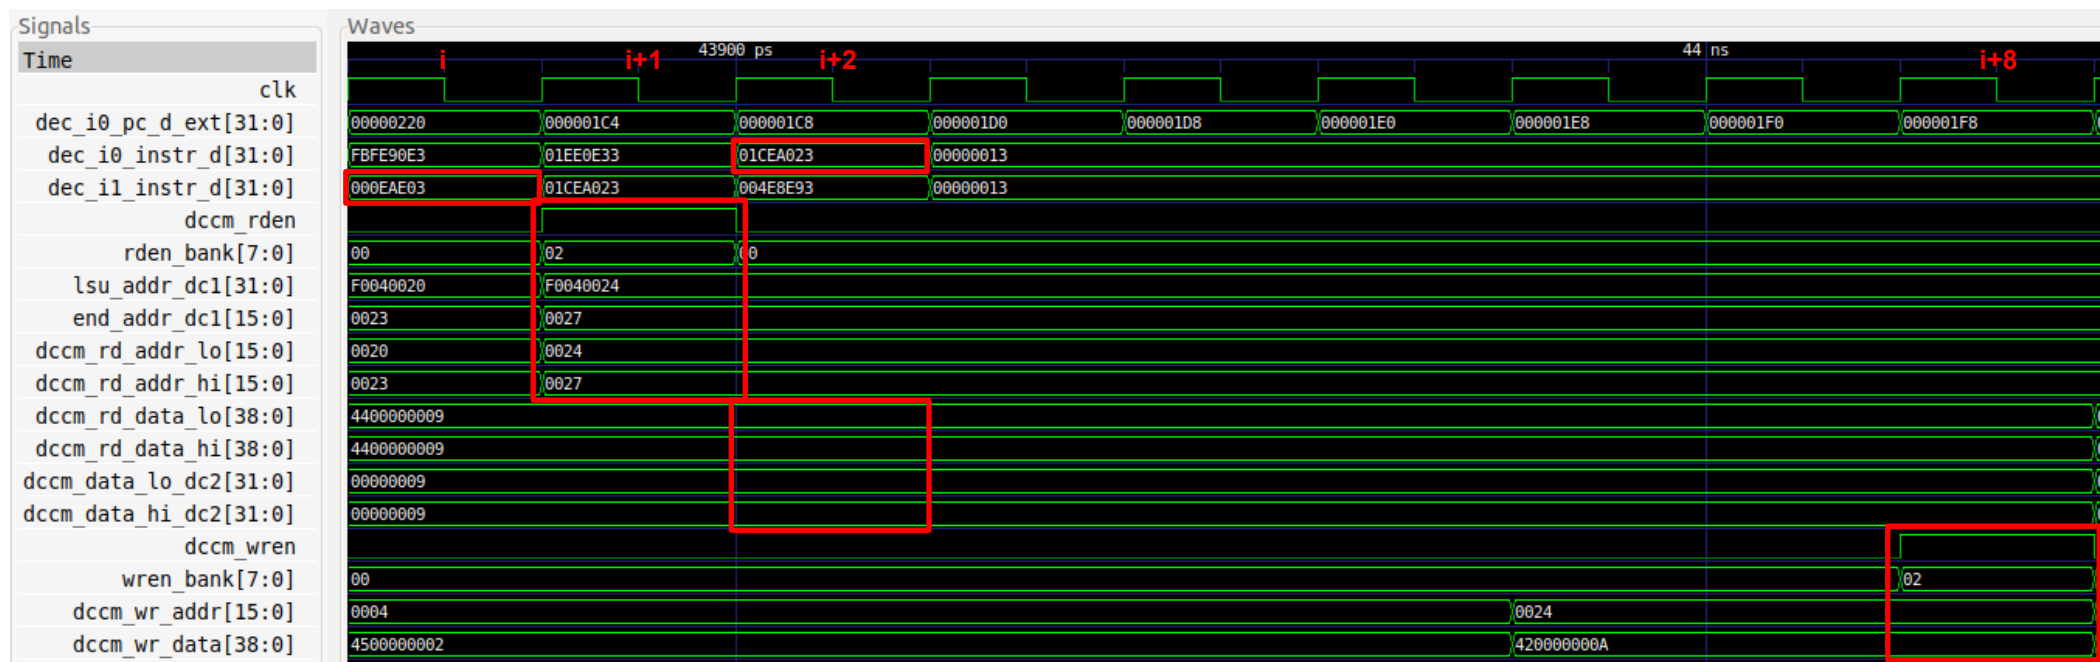 Signals
Waves
Time
i
i+1
43900 ps
i+2
44 ns
i+8
clk
dec_i0_pc_d_ext[31:0] 00000220 000001C4 000001C8 000001D0 000001D8 000001E0 000001E8 000001F0 000001F8
dec_i0_instr_d[31:0] FBFE90E3 01EE0E33 01CEA023 00000013
dec_i1_instr_d[31:0] 000EAE03 01CEA023 004E8E93 00000013
dccm_rden
rden_bank[7:0] 00 02 00
lsu_addr_dc1[31:0] F0040020 F0040024
end_addr_dc1[15:0] 0023 0027
dccm_rd_addr_lo[15:0] 0020 0024
dccm_rd_addr_hi[15:0] 0023 0027
dccm_rd_data_lo[38:0] 4400000009
dccm_rd_data_hi[38:0] 4400000009
dccm_data_lo_dc2[31:0] 00000009
dccm_data_hi_dc2[31:0] 00000009
dccm_wren
wren_bank[7:0] 00 02
dccm_wr_addr[15:0] 0004 0024
dccm_wr_data[38:0] 4500000002 420000000A